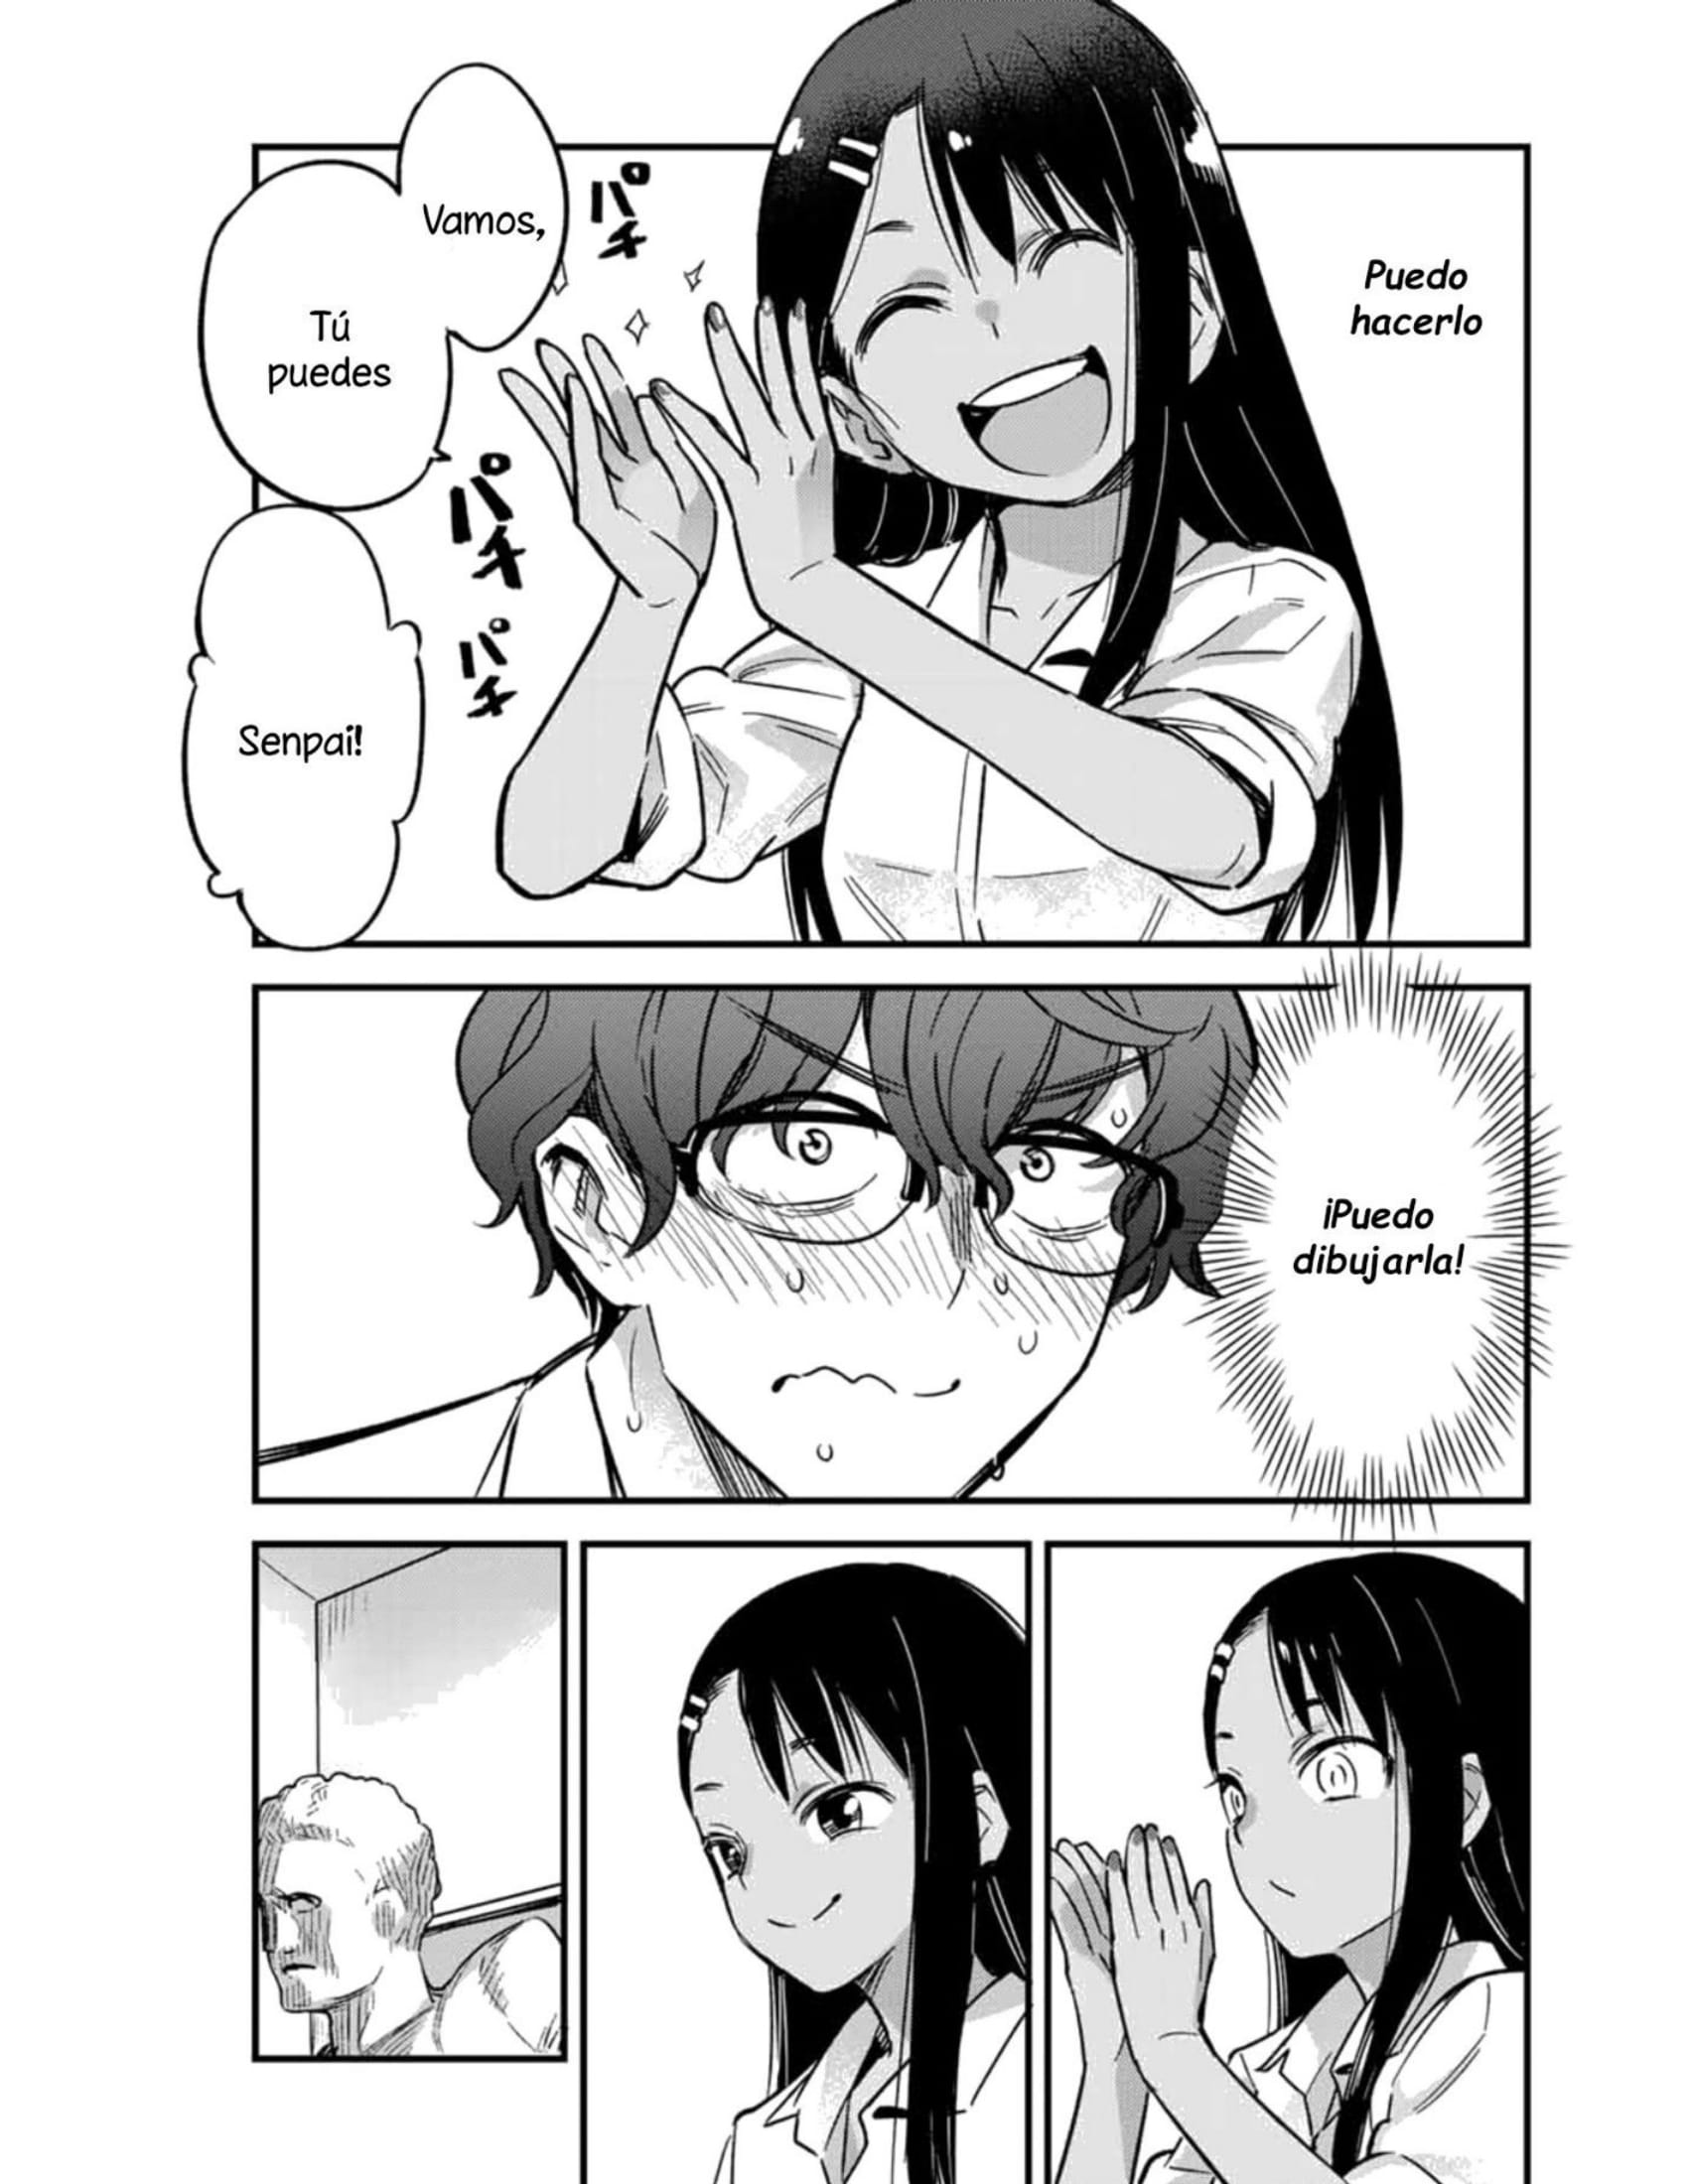 Puedo
hacerlo
Vamos,
Tú
puedes
Senpai!
パチ
パチ
パチ
¡Puedo
dibujarla!